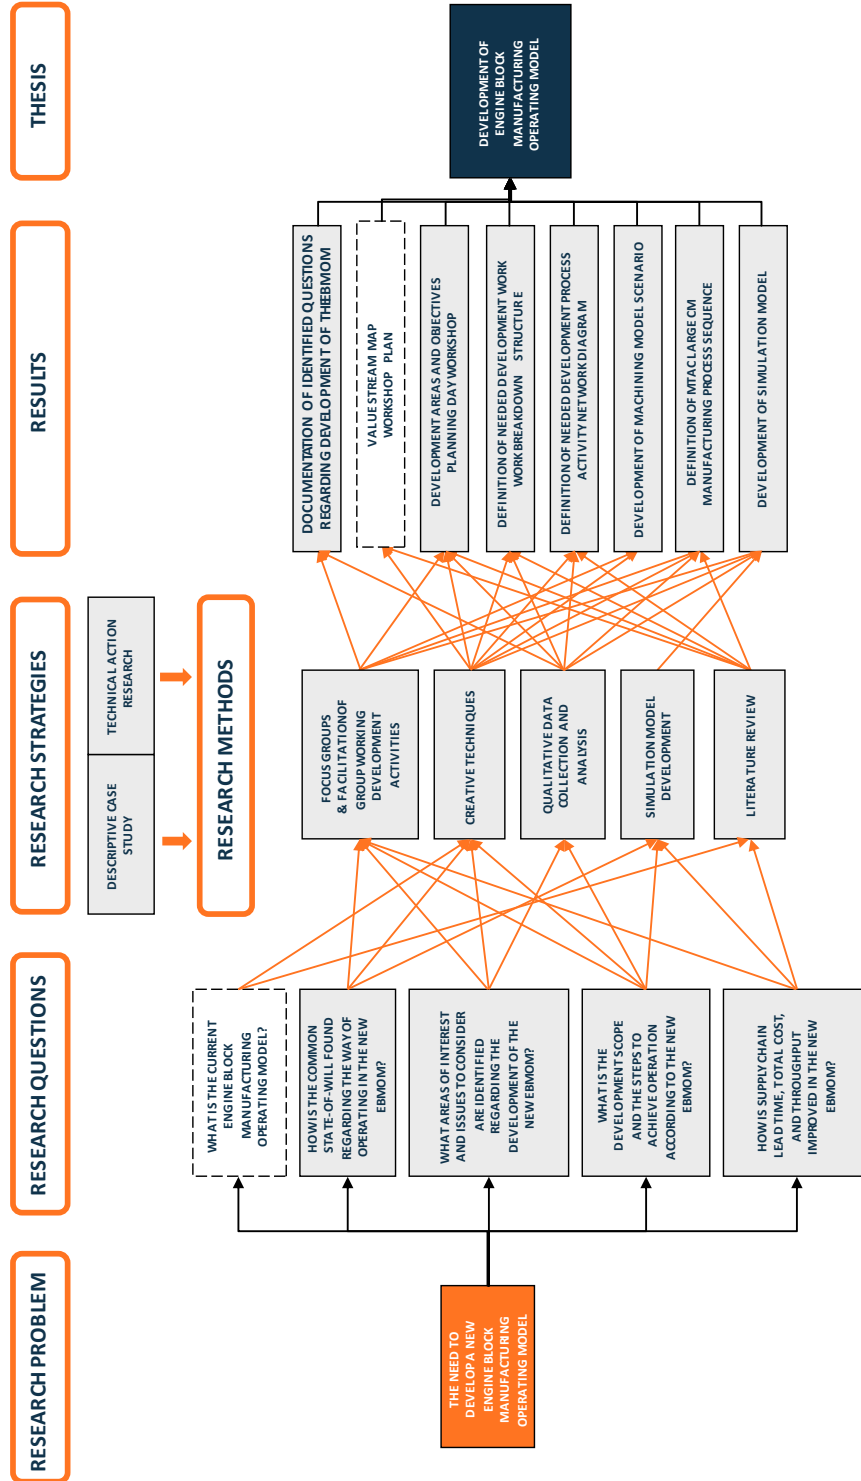 RESEARCH PROBLEM
RESEARCH QUESTIONS
RESEARCH STRATEGIES
RESULTS
THESIS
DESCRIPTIVE CASE
STUDY
TECHNICAL ACTION
RESEARCH
RESEARCH METHODS
THE NEED TO
DEVELOP A NEW
ENGINE BLOCK
MANUFACTURING
OPERATING MODEL
WHAT IS THE CURRENT
ENGINE BLOCK
MANUFACTURING
OPERATING MODEL?
HOW IS THE COMMON
STATE-OF-WILL FOUND
REGARDING THE WAY OF
OPERATING IN THE NEW
EBMOM?
WHAT AREAS OF INTEREST
AND ISSUES TO CONSIDER
ARE IDENTIFIED
REGARDING THE
DEVELOPMENT OF THE
NEW EBMOM?
WHAT IS THE
DEVELOPMENT SCOPE
AND THE STEPS TO
ACHIEVE OPERATION
ACCORDING TO THE NEW
EBMOM?
HOW IS SUPPLY CHAIN
LEAD TIME, TOTAL COST,
AND THROUGHPUT
IMPROVED IN THE NEW
EBMOM?
FOCUS GROUPS
& FACILITATIONOF
GROUP WORKING
DEVELOPMENT
ACTIVITIES
CREATIVE TECHNIQUES
QUALITATIVE DATA
COLLECTION AND
ANALYSIS
SIMULATION MODEL
DEVELOPMENT
LITERATURE REVIEW
DOCUMENTATION OF IDENTIFIED QUESTIONS
REGARDING DEVELOPMENT OF THEEBMOM
VALUE STREAM MAP
WORKSHOP PLAN
DEVELOPMENT AREAS AND OBJECTIVES
PLANNING DAY WORKSHOP
DEFINITION OF NEEDED DEVELOPMENT WORK
WORK BREAKDOWN STRUCTURE
DEFINITION OF NEEDED DEVELOPMENT PROCESS
ACTIVITY NETWORK DIAGRAM
DEVELOPMENT OF MACHINING MODEL SCENARIO
DEFINITION OF MTAC LARGE CM
MANUFACTURING PROCESS SEQUENCE
DEVELOPMENT OF SIMULATION MODEL
DEVELOPMENT OF
ENGINE BLOCK
MANUFACTURING
OPERATING MODEL